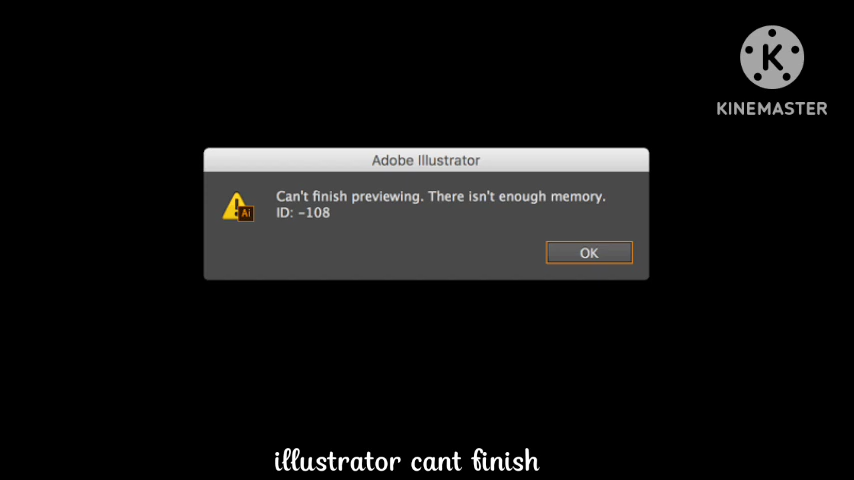 KINEMASTER
Adobe Illustrator
Can't finish previewing. There isn't enough memory.
ID: -108
Ai
OK
illustrator cant finish